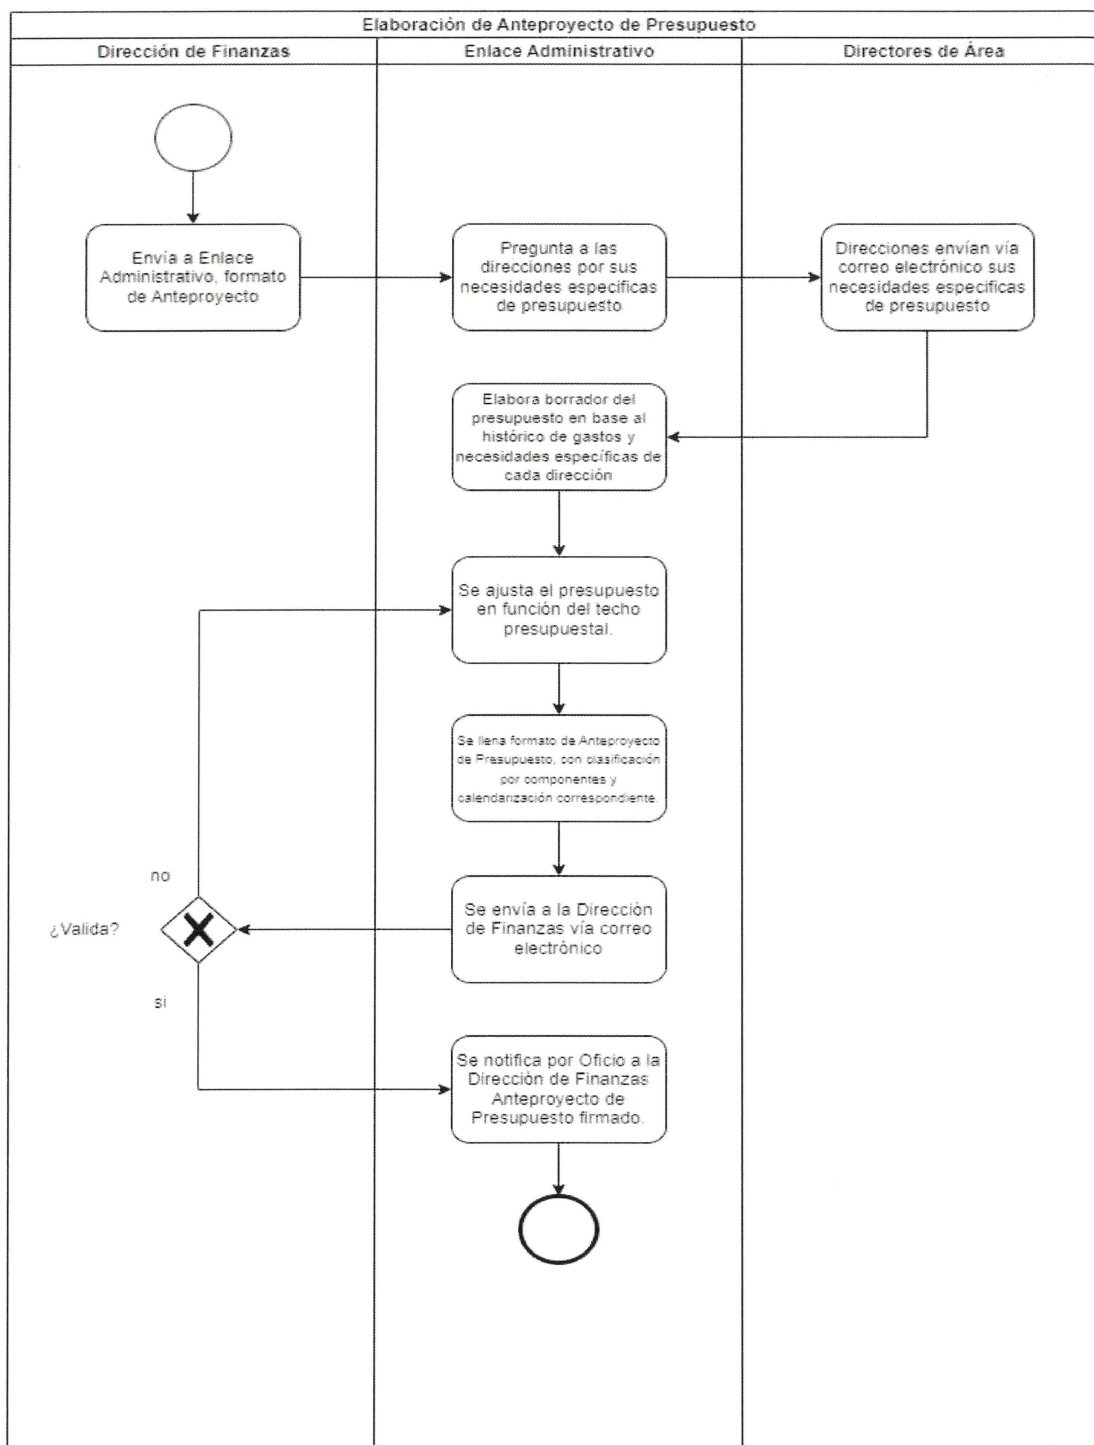 Elaboración de Anteproyecto de Presupuesto
Dirección de Finanzas
Enlace Administrativo
Directores de Área
Envía a Enlace
Administrativo, formato
de Anteproyecto
Pregunta a las
direcciones por sus
necesidades especificas
de presupuesto
Direcciones envían vía
correo electrónico sus
necesidades especificas
de presupuesto
Elabora borrador del
presupuesto en base al
histórico de gastos y
necesidades específicas de
cada dirección
Se ajusta el presupuesto
en función del techo
presupuestal.
Se llena formato de Anteproyecto
de Presupuesto, con clasificación
por componentes y
calendarización correspondiente.
no
¿Valida?
si
Se envía a la Dirección
de Finanzas vía correo
electrónico
Se notifica por Oficio a la
Dirección de Finanzas
Anteproyecto de
Presupuesto firmado.